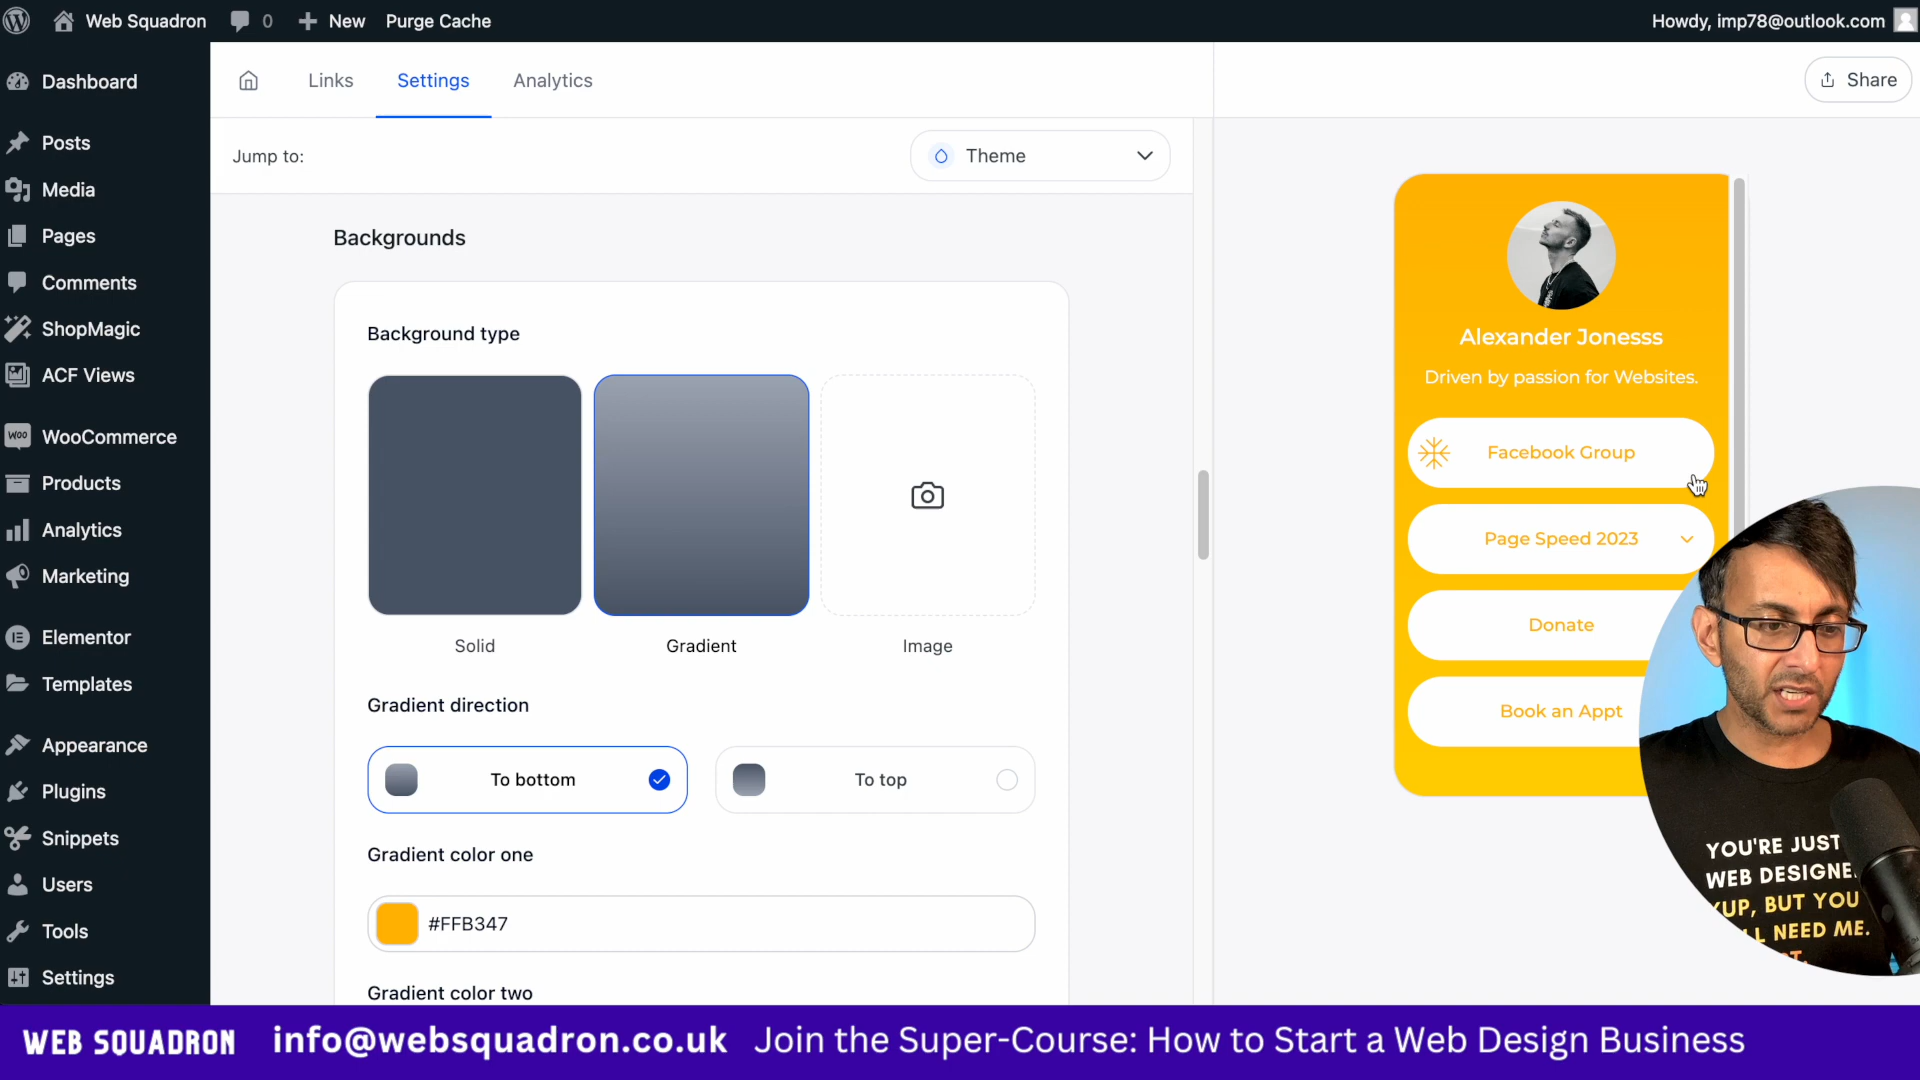 Web Squadron
0
New
Purge Cache
Howdy, imp78@outlook.com
Dashboard
Posts
Media
Pages
Comments
ShopMagic
ACF Views
Woo
WooCommerce
Products
Analytics
Marketing
Elementor
Templates
Appearance
Plugins
Snippets
Users
Tools
Settings
Links
Settings
Analytics
Share
Jump to:
Theme
Backgrounds
Background type
Solid
Gradient
Image
Gradient direction
To bottom
To top
Gradient color one
#FFB347
Gradient color two
Alexander Jonesss
Driven by passion for Websites.
Facebook Group
Page Speed 2023
Donate
Book an Appt
YOU'RE JUST
WEB DESIGNE
YUP, BUT YOU
LL NEED ME.
WEB SQUADRON
info@websquadron.co.uk
Join the Super-Course: How to Start a Web Design Business